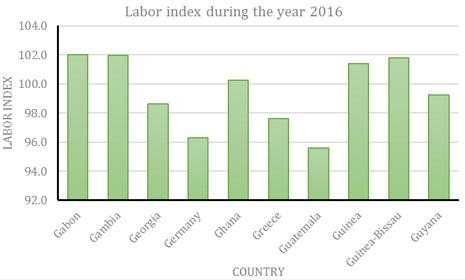 Labor index during the year 2016
104.0
102.0
100.0
98.0
96.0
94.0
92.0
LABOR INDEX
Gabon
Gambia
Georgia
Germany
Ghana
Greece
Guatemala
Guinea
Guinea-Bissau
Guyana
COUNTRY